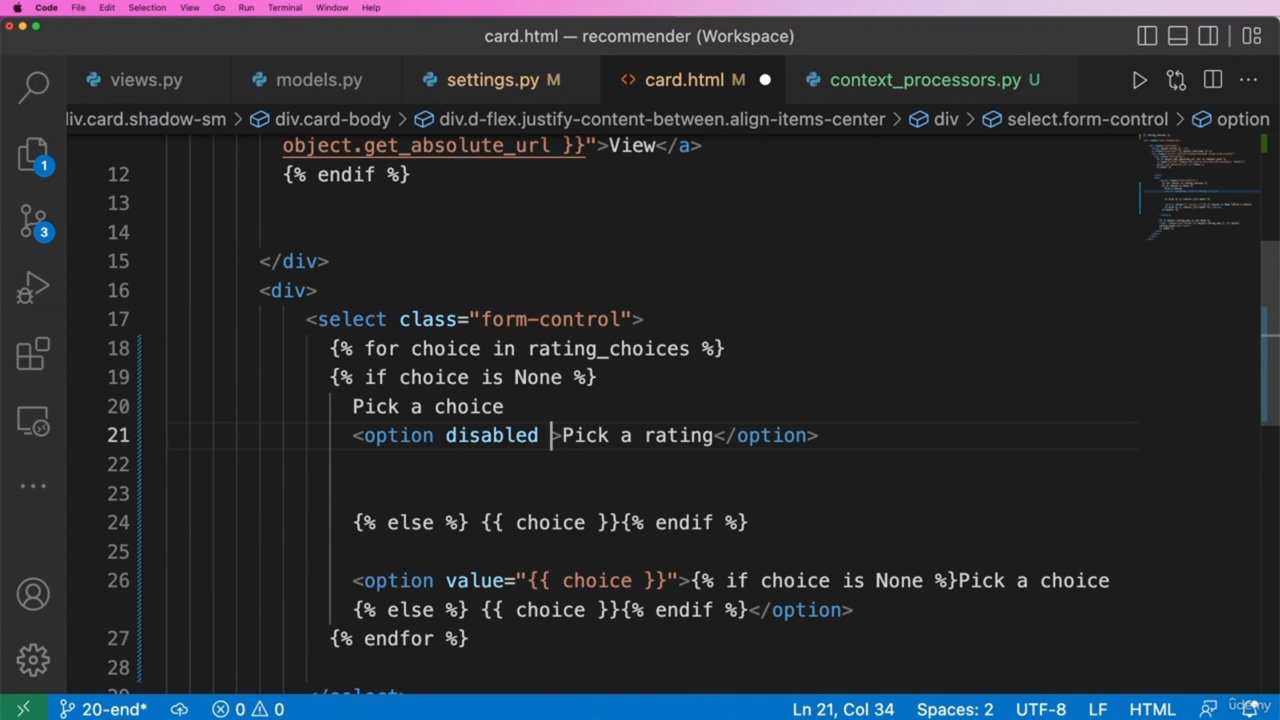 Code File Edit Selection View Go Run Terminal Window Help
card.html — recommender (Workspace)
views.py models.py settings.py M card.html M context_processors.py U
div.card.shadow-sm > div.card-body > div.d-flex.justify-content-between.align-items-center > div > select.form-control > option
object.get_absolute_url }}">View</a>
12 {% endif %}
13
14
15 </div>
16 <div>
17 <select class="form-control">
18 {% for choice in rating_choices %}
19 {% if choice is None %}
20 Pick a choice
21 <option disabled >Pick a rating</option>
22
23
24 {% else %} {{ choice }}{% endif %}
25
26 <option value="{{ choice }}">{% if choice is None %}Pick a choice
{% else %} {{ choice }}{% endif %}</option>
27 {% endfor %}
28
</select>
1
3
20-end* 0 0 Ln 21, Col 34 Spaces: 2 UTF-8 LF HTML
udemy